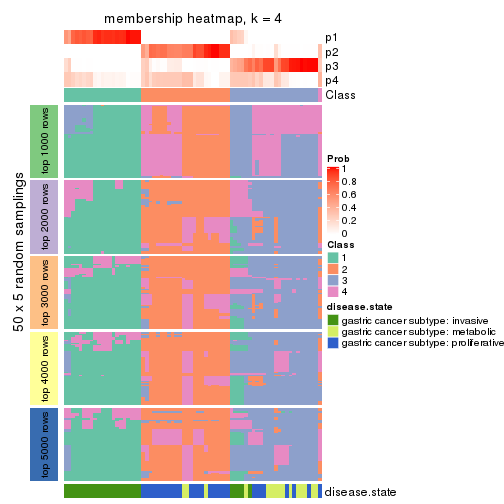 membership heatmap, k = 4
p1
p2
p3
p4
Class
50 x 5 random samplings
top 1000 rows
top 2000 rows
top 3000 rows
top 4000 rows
top 5000 rows
disease.state
Prob
1
0.8
0.6
0.4
0.2
0
Class
1
2
3
4
disease.state
gastric cancer subtype: invasive
gastric cancer subtype: metabolic
gastric cancer subtype: proliferative